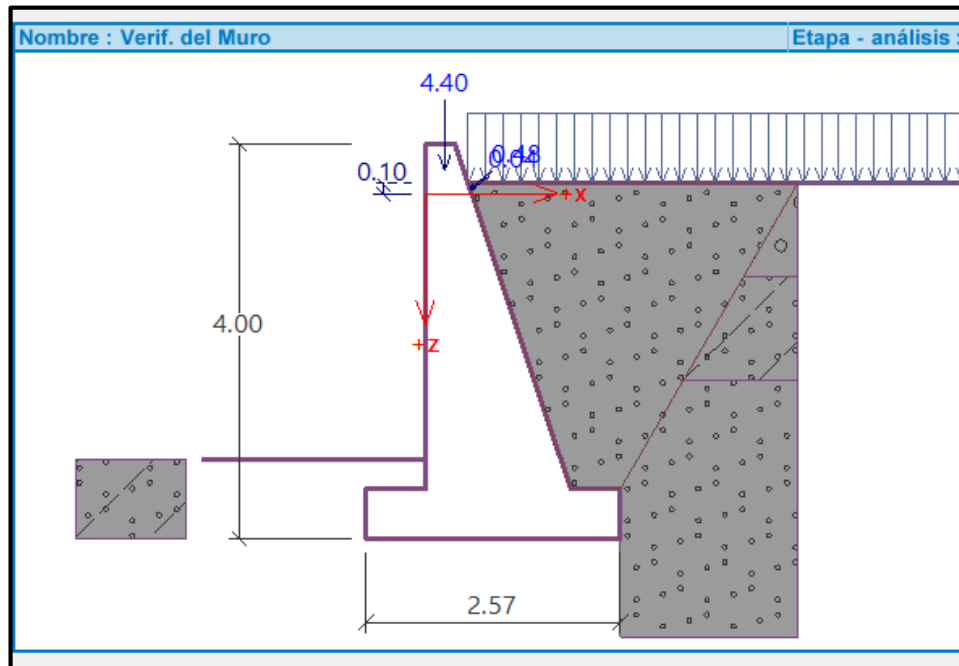 Nombre : Verif. del Muro
Etapa - análisis :
4.40
0.10
+x
4.00
+z
2.57